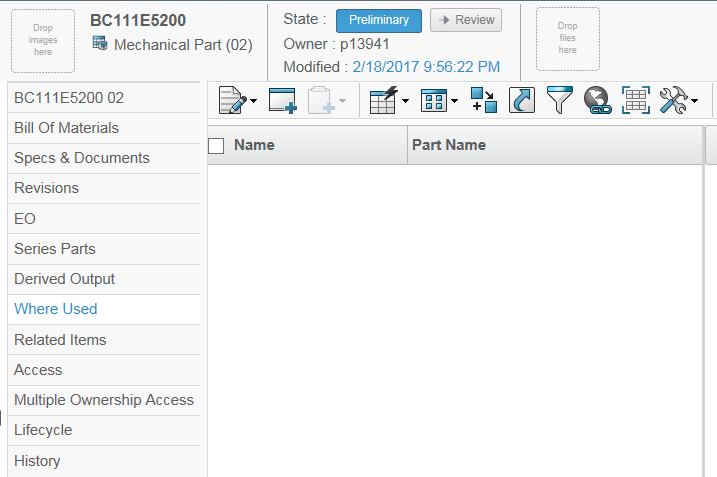 Drop
images
here
BC111E5200
Mechanical Part (02)
State : Preliminary Review
Owner : p13941
Modified : 2/18/2017 9:56:22 PM
Drop
files
here
BC111E5200 02
Bill Of Materials
Specs & Documents
Revisions
EO
Series Parts
Derived Output
Where Used
Related Items
Access
Multiple Ownership Access
Lifecycle
History
Name Part Name